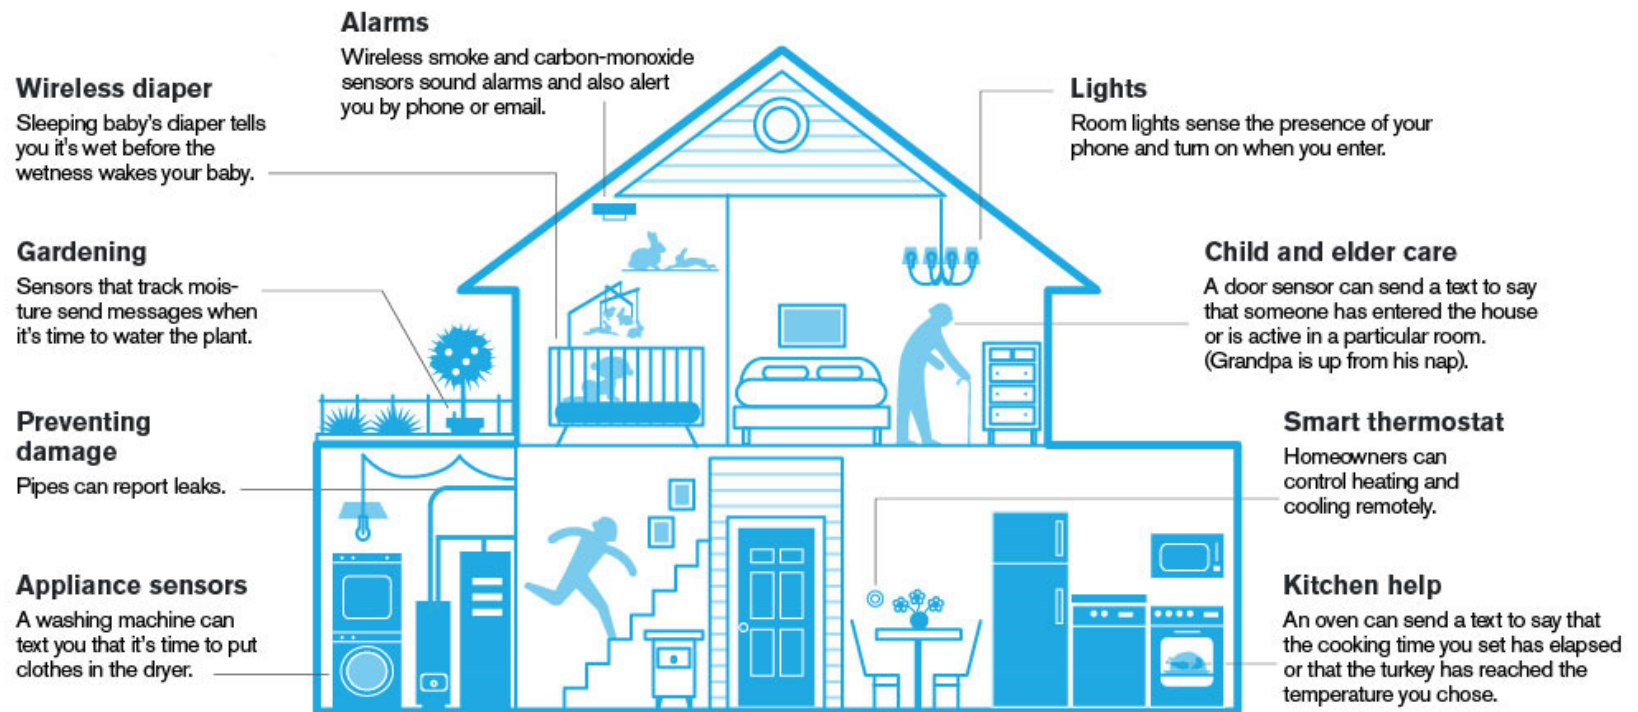 Alarms
Wireless smoke and carbon-monoxide
sensors sound alarms and also alert
you by phone or email.
Wireless diaper
Sleeping baby's diaper tells
you it's wet before the
wetness wakes your baby.
Gardening
Sensors that track mois-
ture send messages when
it's time to water the plant.
Preventing
damage
Pipes can report leaks.
Appliance sensors
A washing machine can
text you that it's time to put
clothes in the dryer.
Lights
Room lights sense the presence of your
phone and turn on when you enter.
Child and elder care
A door sensor can send a text to say
that someone has entered the house
or is active in a particular room.
(Grandpa is up from his nap).
Smart thermostat
Homeowners can
control heating and
cooling remotely.
Kitchen help
An oven can send a text to say that
the cooking time you set has elapsed
or that the turkey has reached the
temperature you chose.